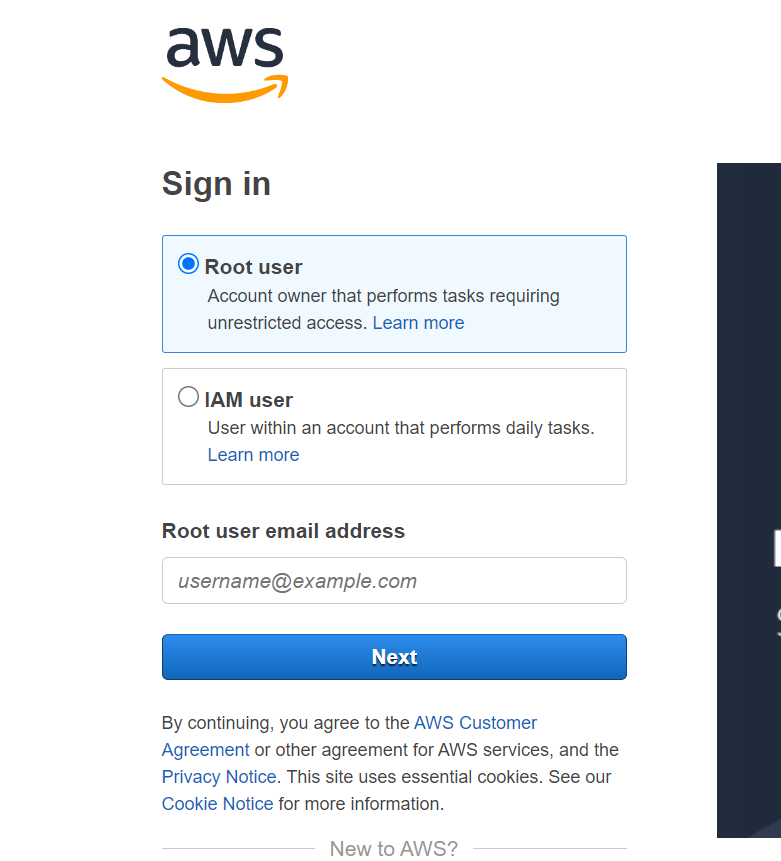 aws
Sign in
Root user
Account owner that performs tasks requiring
unrestricted access. Learn more
IAM user
User within an account that performs daily tasks.
Learn more
Root user email address
username@example.com
Next
By continuing, you agree to the AWS Customer
Agreement or other agreement for AWS services, and the
Privacy Notice. This site uses essential cookies. See our
Cookie Notice for more information.
New to AWS?